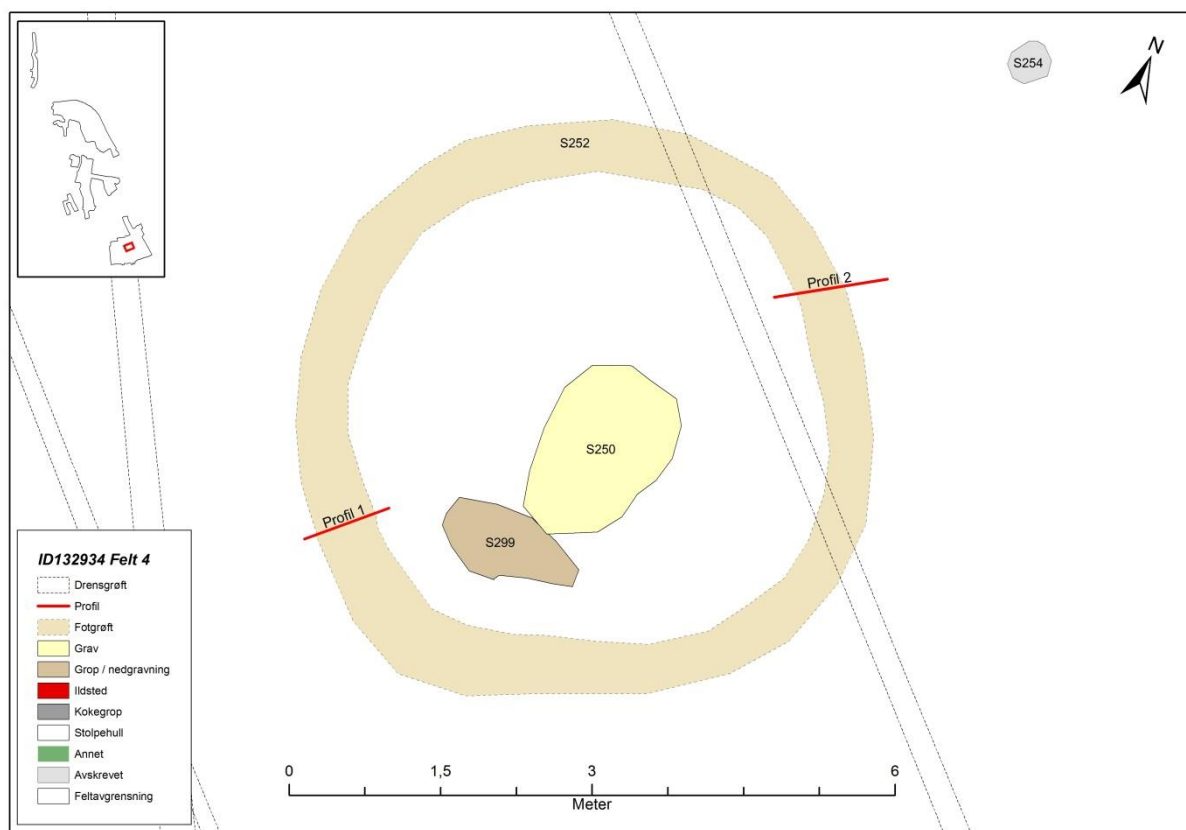 S254
N
S252
Profil 2
S250
Profil 1
S299
ID132934 Felt 4
Drensgrøft
Profil
Fotgrøft
Grav
Grop / nedgravning
Ildsted
Kokegrop
Stolpehull
Annet
Avskrevet
Feltavgrensning
0 1,5 3 6
Meter